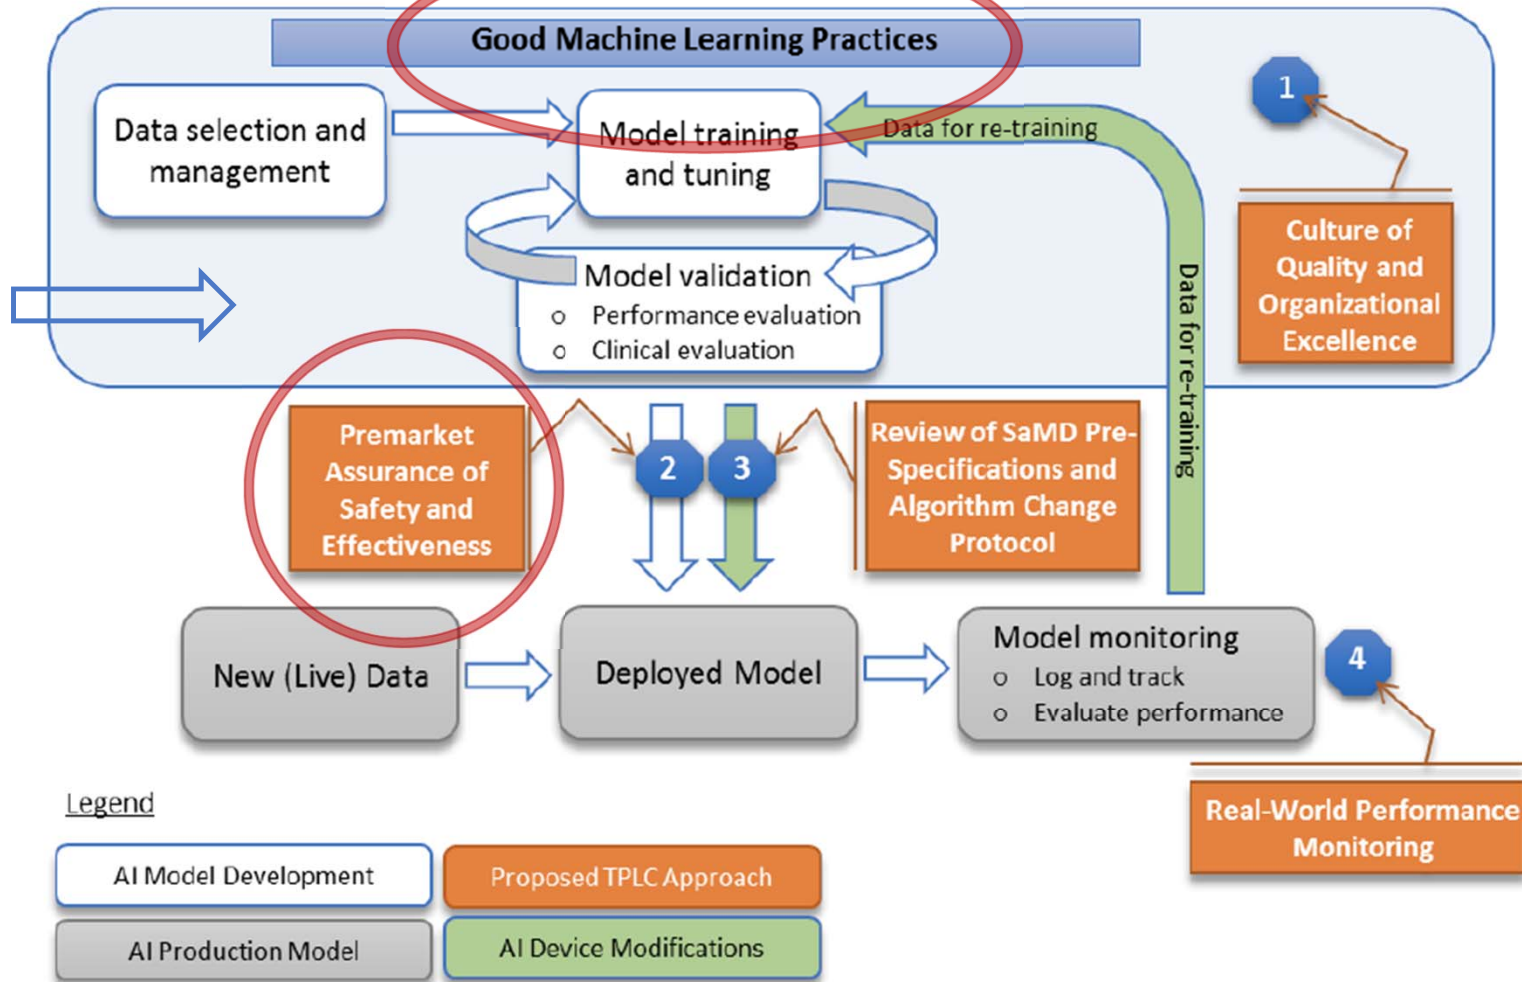 Good Machine Learning Practices
1
Data selection and
management
Model training
and tuning
Data for re-training
Culture of
Quality and
Organizational
Excellence
Model validation
o Performance evaluation
o Clinical evaluation
Data for re-training
Premarket
Assurance of
Safety and
Effectiveness
2
3
Review of SaMD Pre-
Specifications and
Algorithm Change
Protocol
New (Live) Data
Deployed Model
Model monitoring
o Log and track
o Evaluate performance
4
Real-World Performance
Monitoring
Legend
AI Model Development
Proposed TPLC Approach
AI Production Model
AI Device Modifications